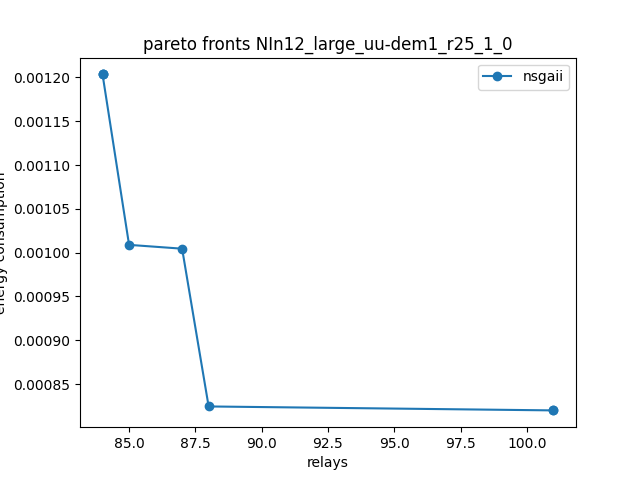 pareto fronts NIn12_large_uu-dem1_r25_1_0
nsgaii
0.00120
0.00115
0.00110
0.00105
0.00100
0.00095
0.00090
0.00085
energy consumption
85.0 87.5 90.0 92.5 95.0 97.5 100.0
relays